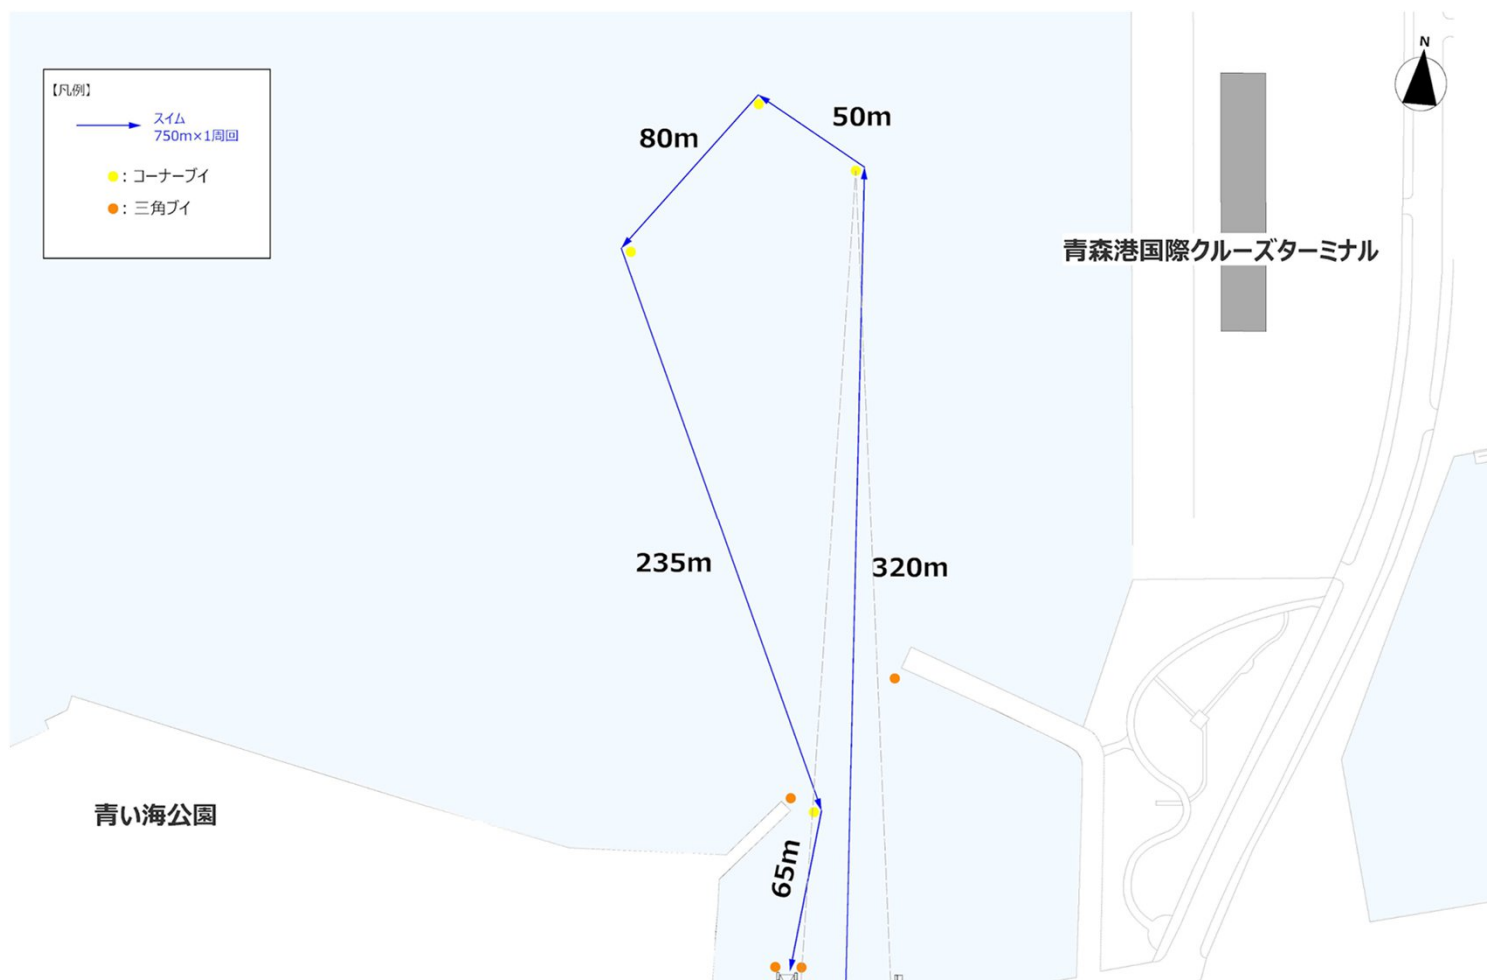 【凡例】
スイム
750m×1周回
：コーナーブイ
：三角ブイ
N
50m
80m
青森港国際クルーズターミナル
235m
320m
青い海公園
65m